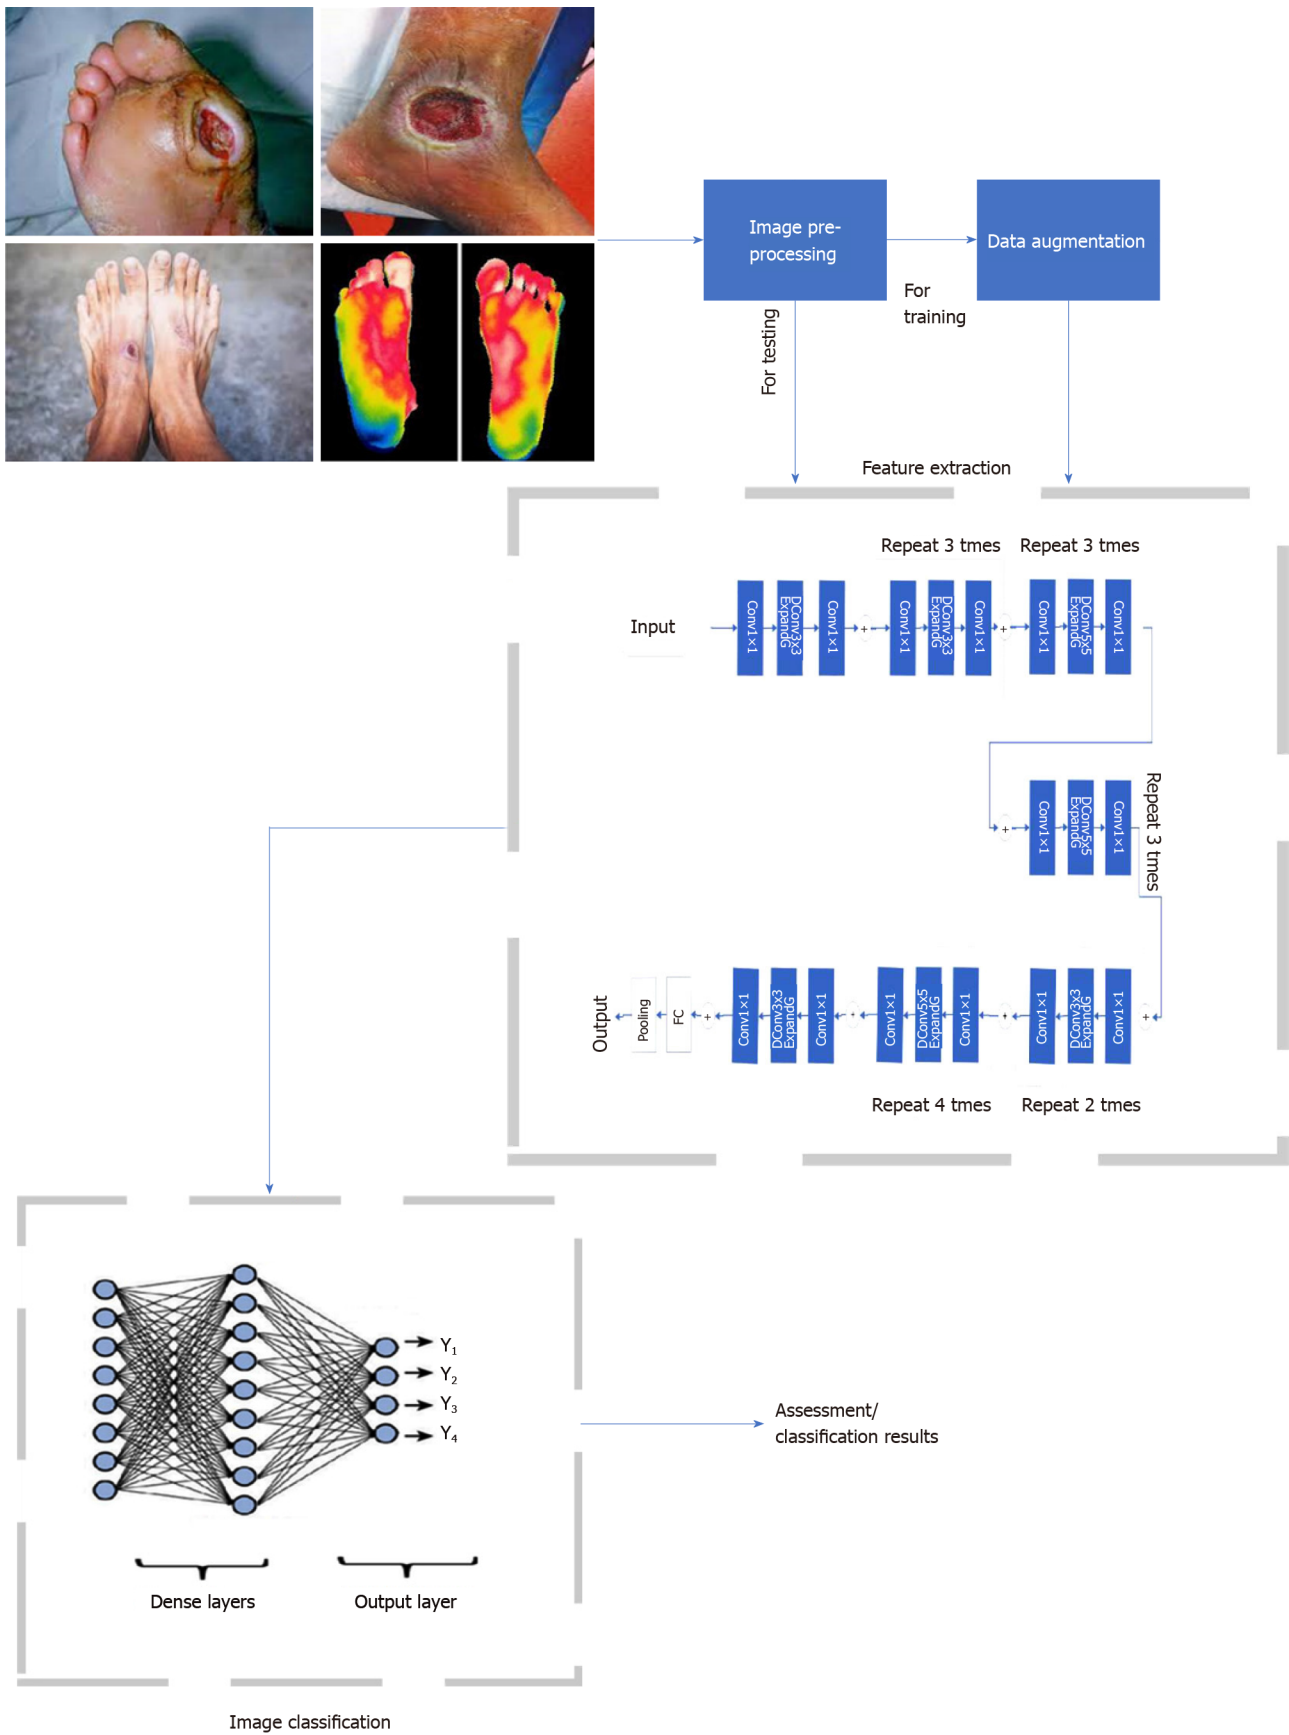 Image pre-
processing
Data augmentation
For
training
For testing
Feature extraction
Repeat 3 tmes
Repeat 3 tmes
Input
Conv1×1
DConv3x3
ExpandG
Conv1×1
+
Conv1×1
DConv3x3
ExpandG
Conv1×1
+
Conv1×1
DConv5x5
ExpandG
Conv1×1
+
Conv1×1
DConv5x5
ExpandG
Conv1×1
Repeat 3 tmes
+
Conv1×1
DConv3x3
ExpandG
Conv1×1
+
Conv1×1
DConv5x5
ExpandG
Conv1×1
+
Conv1×1
DConv3x3
ExpandG
Conv1×1
+
FC
Pooling
Output
Repeat 4 tmes
Repeat 2 tmes
Y1
Y2
Y3
Y4
Assessment/
classification results
Dense layers
Output layer
Image classification